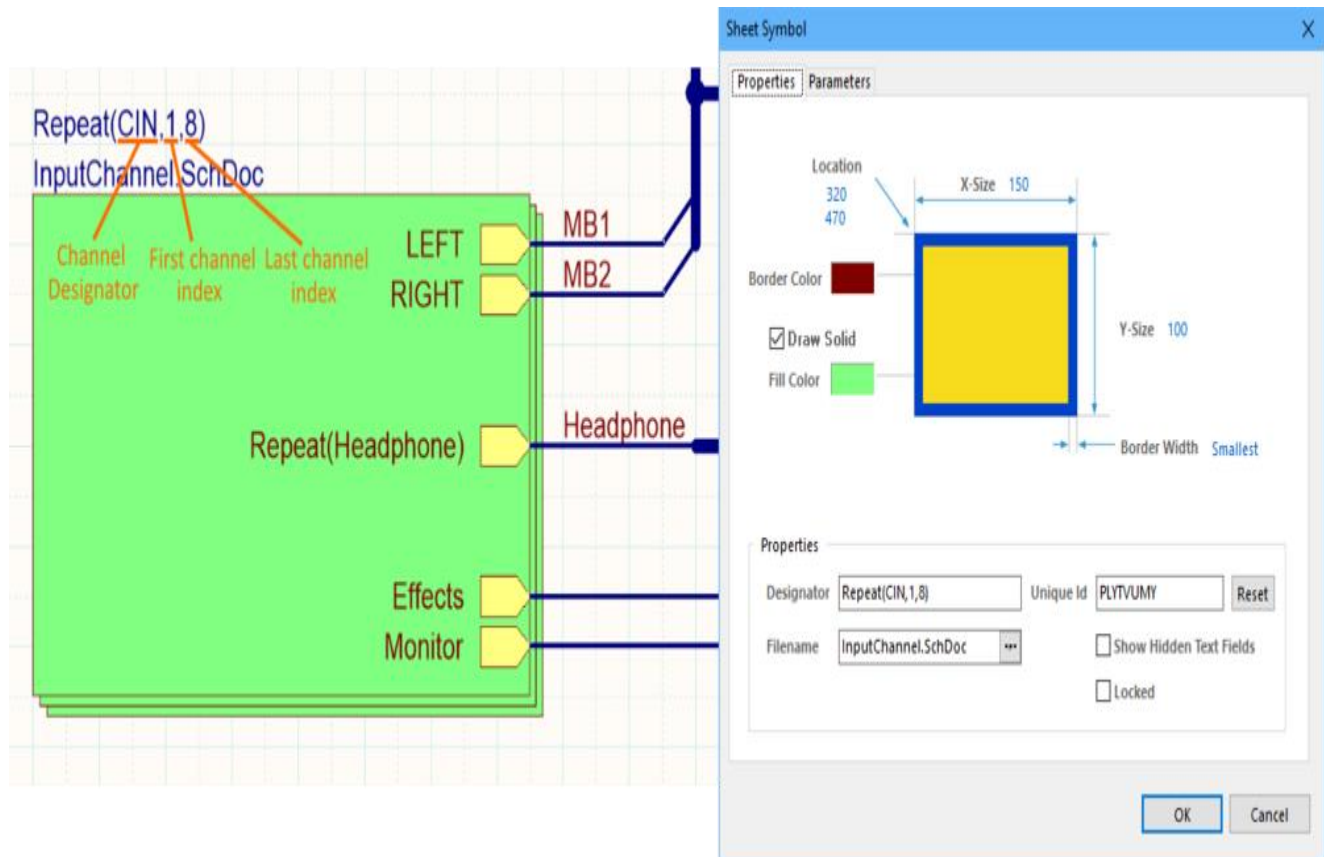 Repeat(CIN,1,8)
InputChannel.SchDoc
Channel Designator
First channel index
Last channel index
LEFT
RIGHT
Repeat(Headphone)
Effects
Monitor
MB1
MB2
Headphone
Sheet Symbol
Properties
Parameters
Location
320
470
X-Size 150
Border Color
Draw Solid
Fill Color
Y-Size 100
Border Width Smallest
Properties
Designator Repeat(CIN,1,8) Unique Id PLYTVUMY Reset
Filename InputChannel.SchDoc ... Show Hidden Text Fields
Locked
OK Cancel